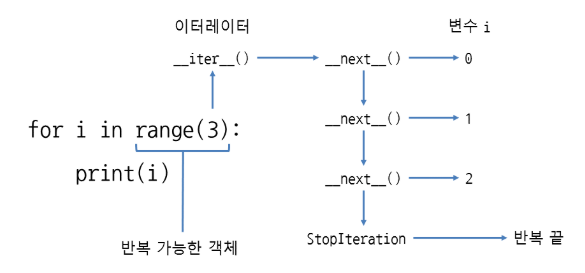 이터레이터
변수 i
__iter__()
__next__()
0
for i in range(3):
print(i)
__next__()
1
__next__()
2
반복 가능한 객체
StopIteration
반복 끝